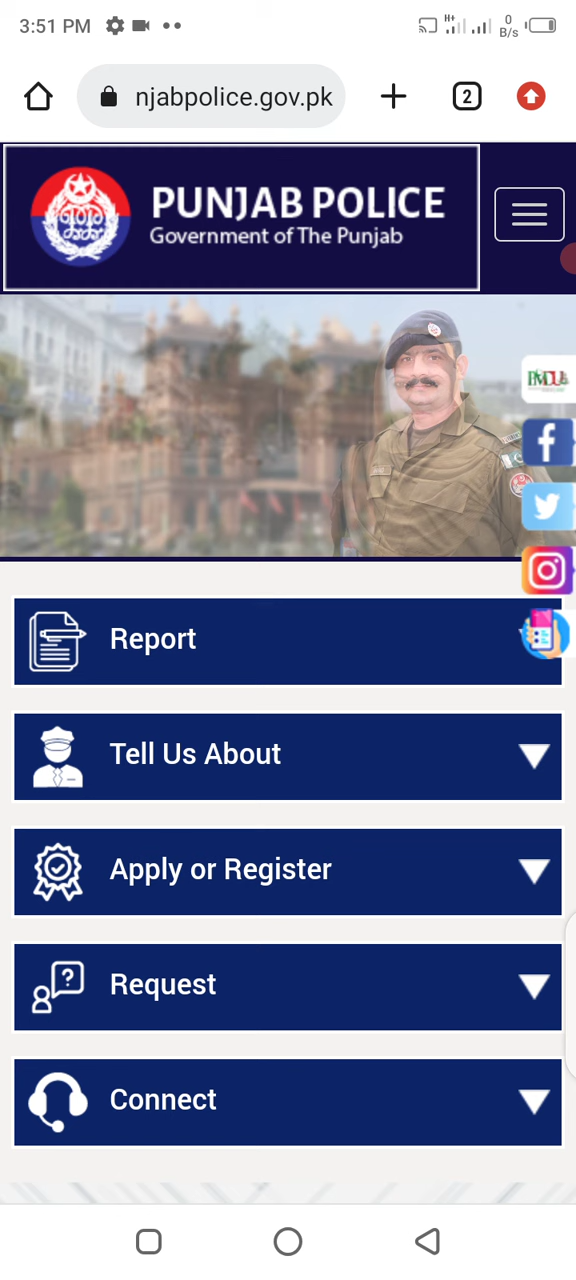 3:51 PM
H+
0
B/s
njabpolice.gov.pk
2
PUNJAB POLICE
Government of The Punjab
PMDU
Report
Tell Us About
Apply or Register
?
Request
Connect